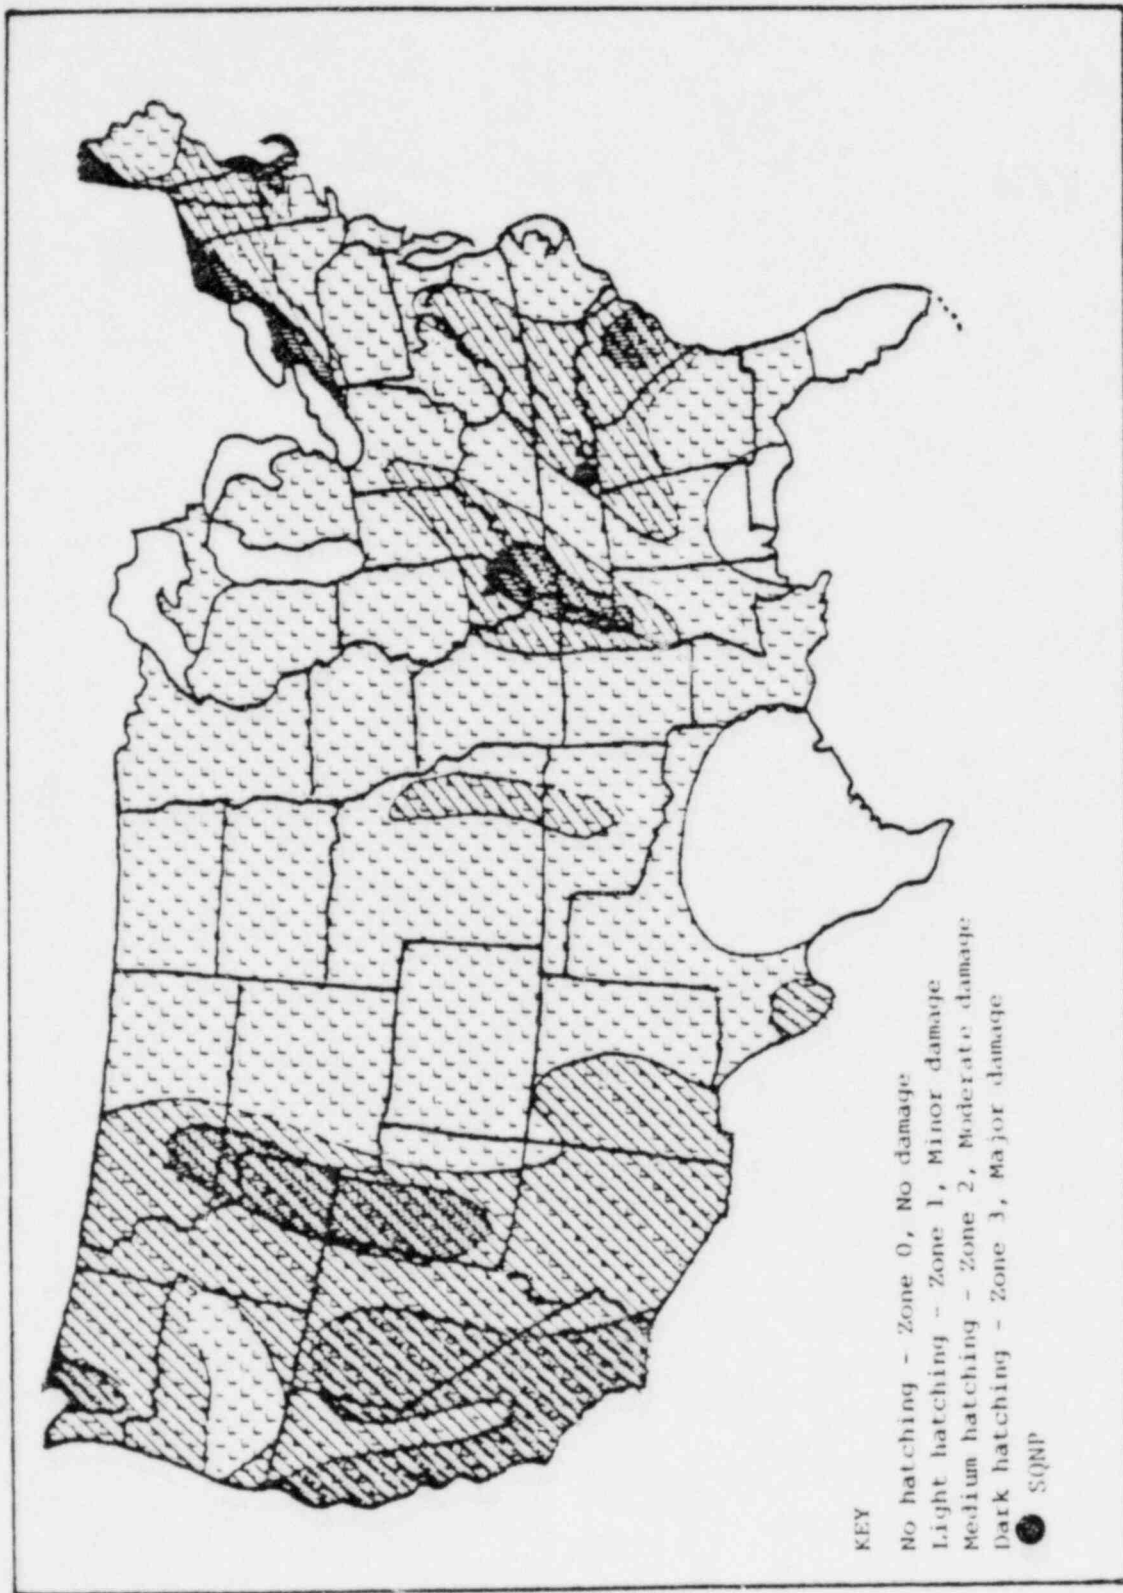 KEY
No hatching - Zone 0, No damage
Light hatching - Zone 1, Minor damage
Medium hatching - Zone 2, Moderate damage
Dark hatching - Zone 3, Major damage
SQNP